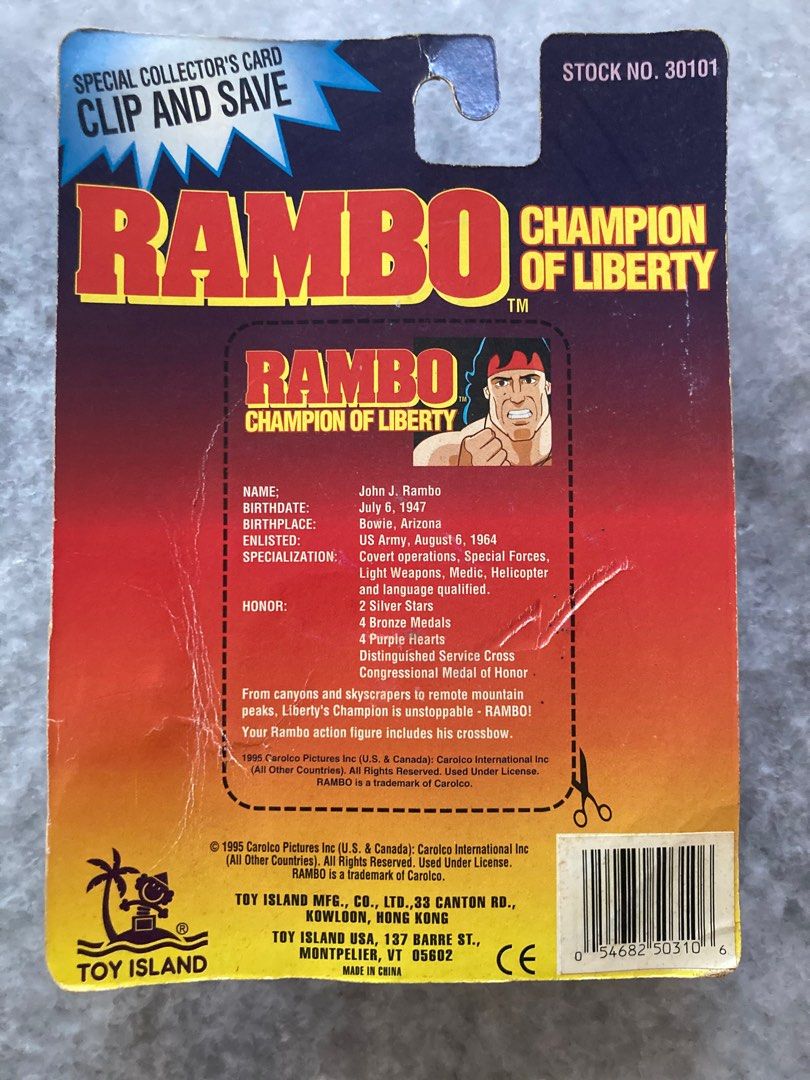 SPECIAL COLLECTOR'S CARD
CLIP AND SAVE
STOCK NO. 30101
RAMBO
CHAMPION
OF LIBERTY
TM
RAMBO
TM
CHAMPION OF LIBERTY
NAME; John J. Rambo
BIRTHDATE: July 6, 1947
BIRTHPLACE: Bowie, Arizona
ENLISTED: US Army, August 6, 1964
SPECIALIZATION: Covert operations, Special Forces,
Light Weapons, Medic, Helicopter
and language qualified.
HONOR: 2 Silver Stars
4 Bronze Medals
4 Purple Hearts
Distinguished Service Cross
Congressional Medal of Honor
From canyons and skyscrapers to remote mountain
peaks, Liberty's Champion is unstoppable - RAMBO!
Your Rambo action figure includes his crossbow.
1995 Carolco Pictures Inc (U.S. & Canada): Carolco International Inc
(All Other Countries). All Rights Reserved. Used Under License.
RAMBO is a trademark of Carolco.
© 1995 Carolco Pictures Inc (U.S. & Canada): Carolco International Inc
(All Other Countries). All Rights Reserved. Used Under License.
RAMBO is a trademark of Carolco.
TOY ISLAND MFG., CO., LTD.,33 CANTON RD.,
KOWLOON, HONG KONG
TOY ISLAND USA, 137 BARRE ST.,
MONTPELIER, VT 05602
MADE IN CHINA
®
TOY ISLAND
CE
0 54682 50310 6